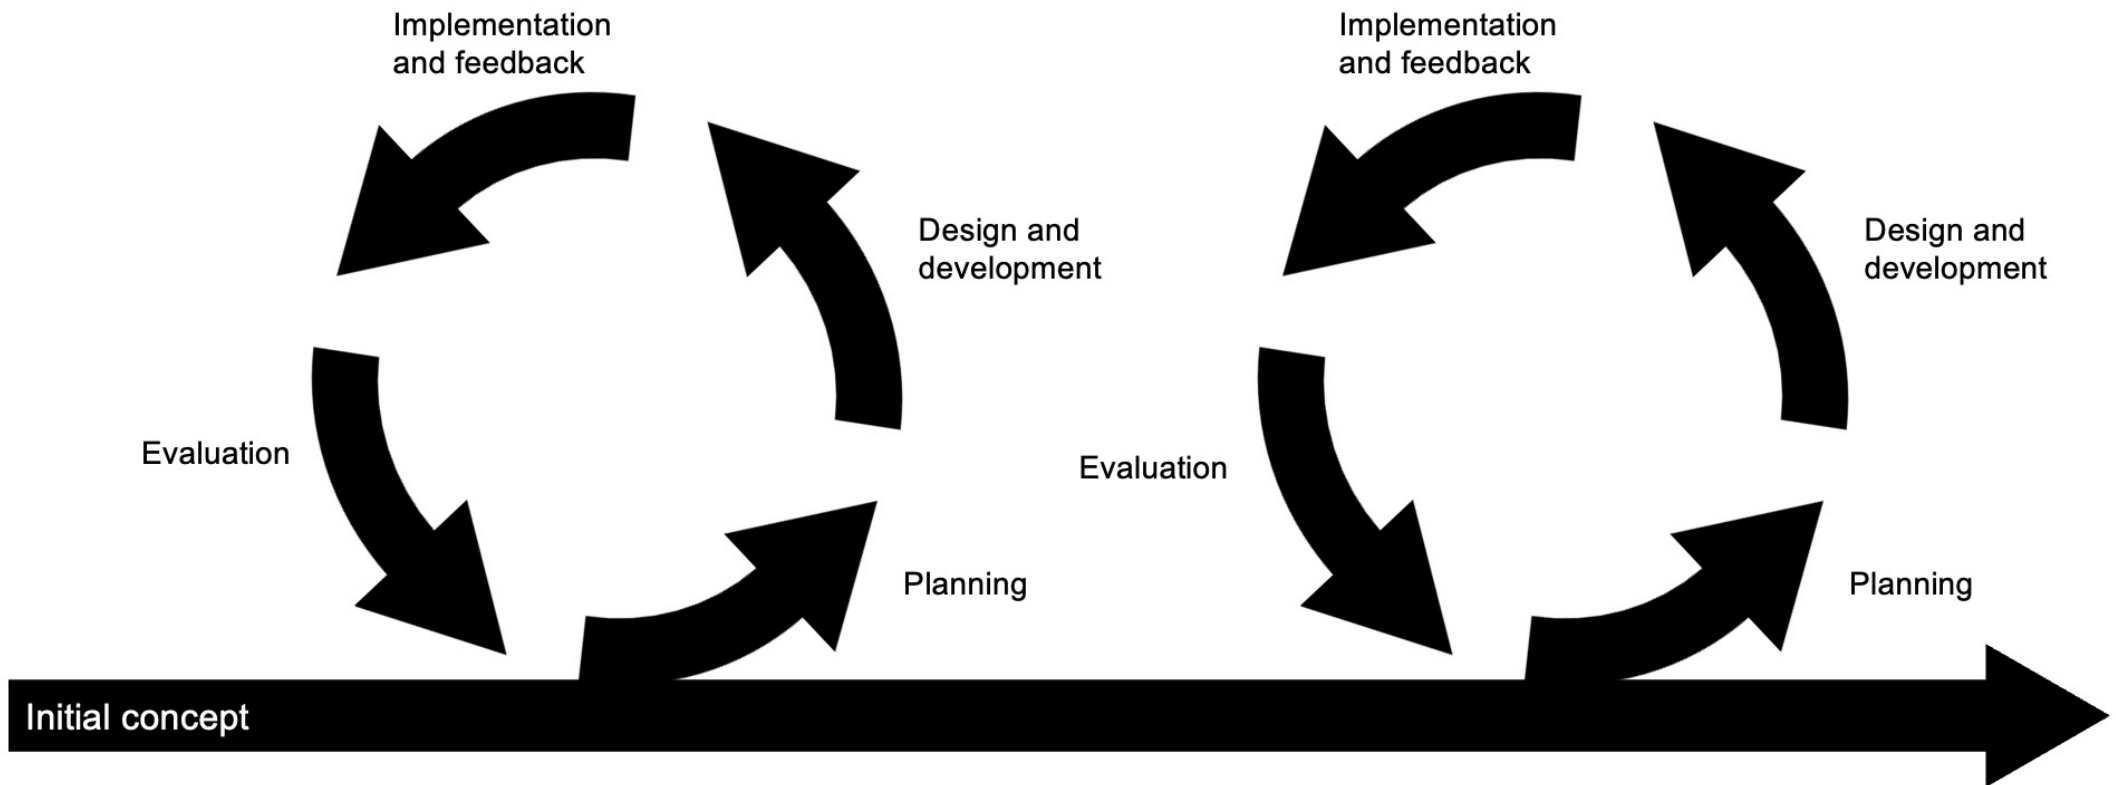 Implementation
and feedback
Design and
development
Evaluation
Planning
Implementation
and feedback
Design and
development
Evaluation
Planning
Initial concept